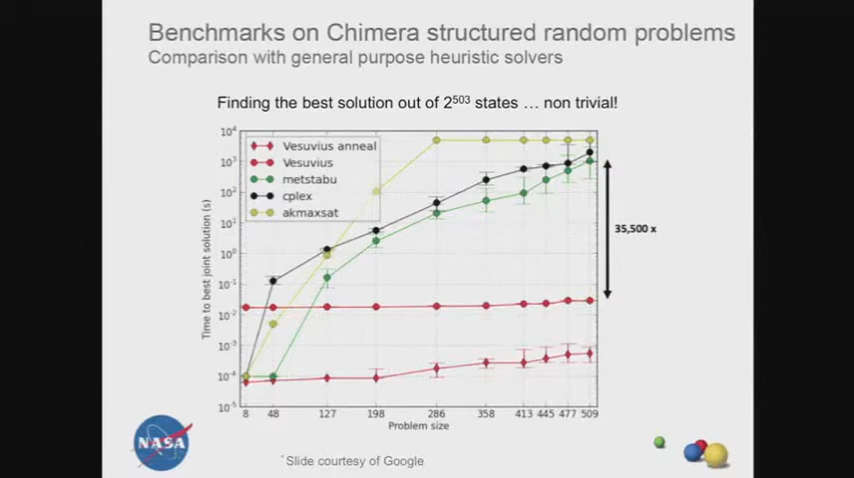 Benchmarks on Chimera structured random problems
Comparison with general purpose heuristic solvers
Finding the best solution out of 2⁵⁰³ states … non trivial!
Vesuvius anneal
Vesuvius
metstabu
cplex
akmaxsat
10⁴
10³
10²
10¹
10⁰
10⁻¹
10⁻²
10⁻³
10⁻⁴
10⁻⁵
Time to best joint solution (s)
35,500 x
8 48 127 198 286 358 413 445 477 509
Problem size
NASA
*Slide courtesy of Google